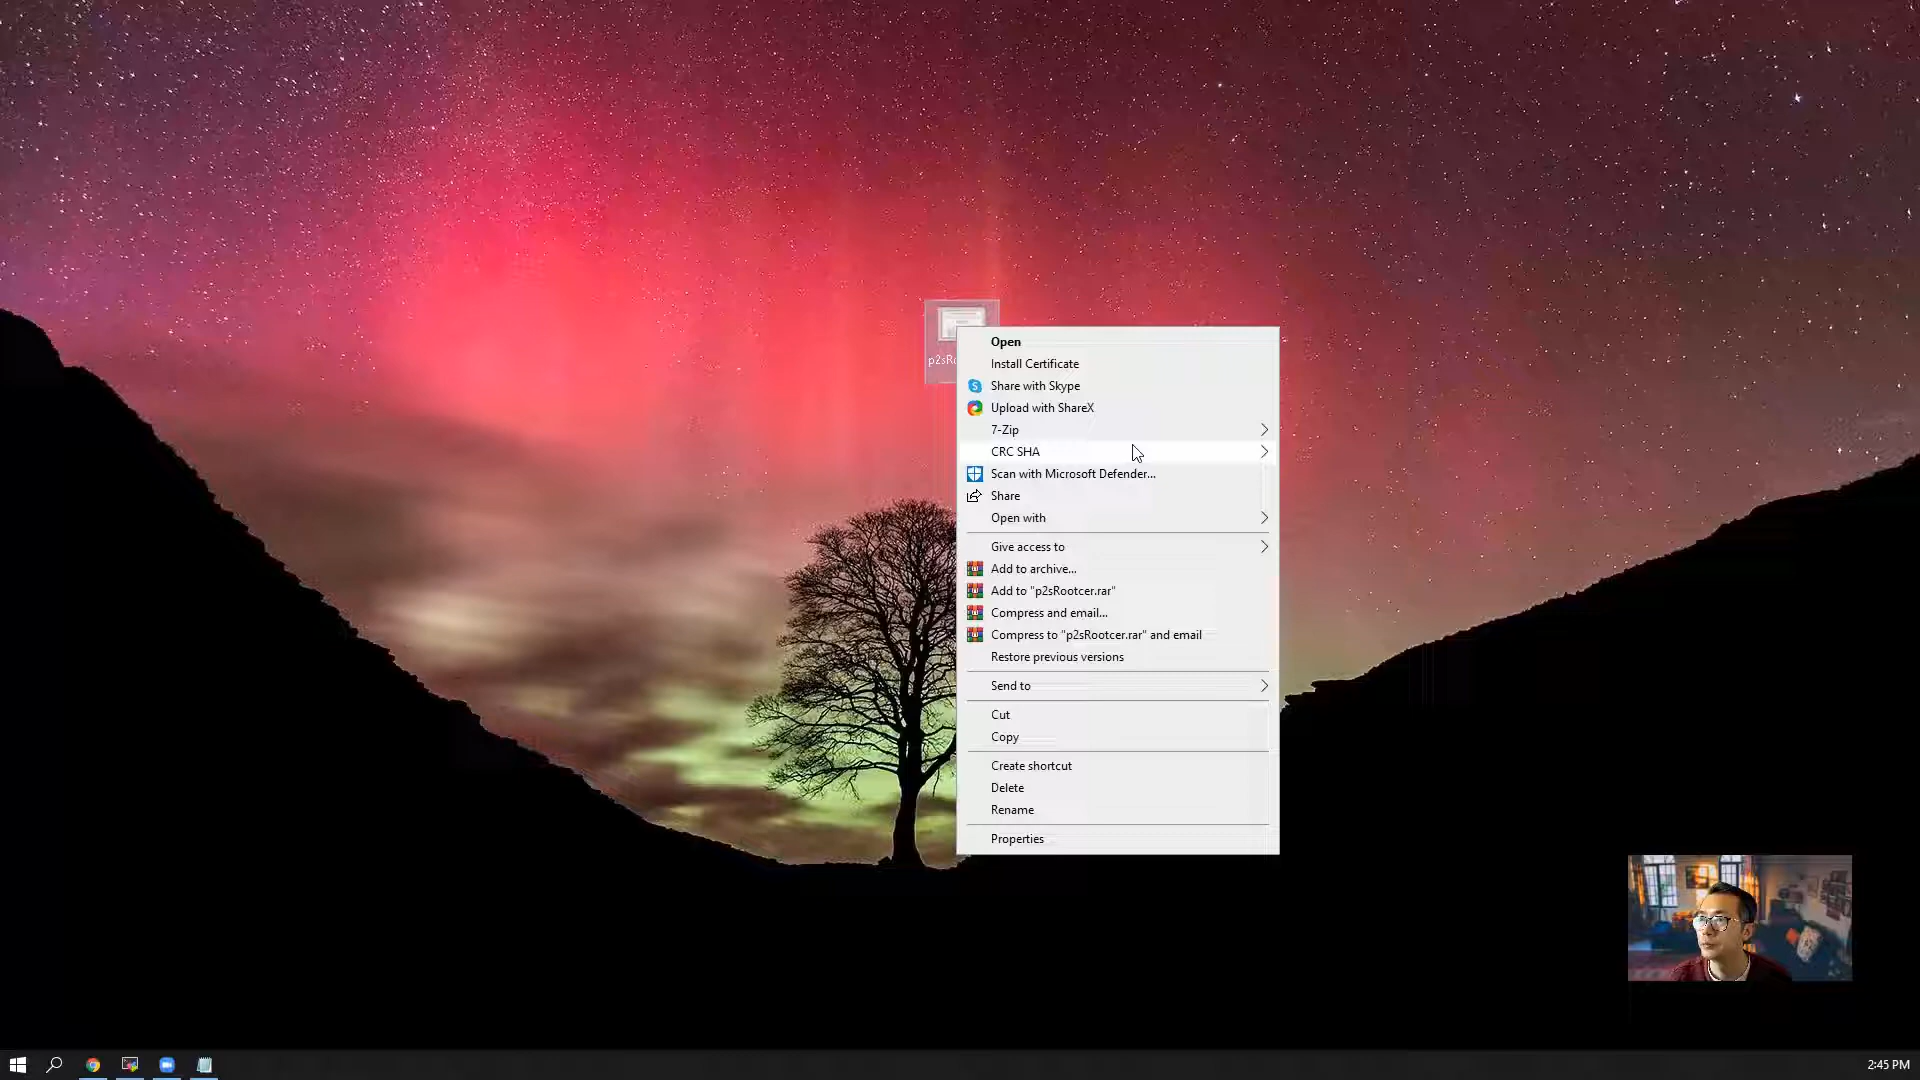 Open
p2sRo
Install Certificate
Share with Skype
Upload with ShareX
7-Zip
CRC SHA
Scan with Microsoft Defender...
Share
Open with
Give access to
Add to archive...
Add to "p2sRootcer.rar"
Compress and email...
Compress to "p2sRootcer.rar" and email
Restore previous versions
Send to
Cut
Copy
Create shortcut
Delete
Rename
Properties
2:45 PM